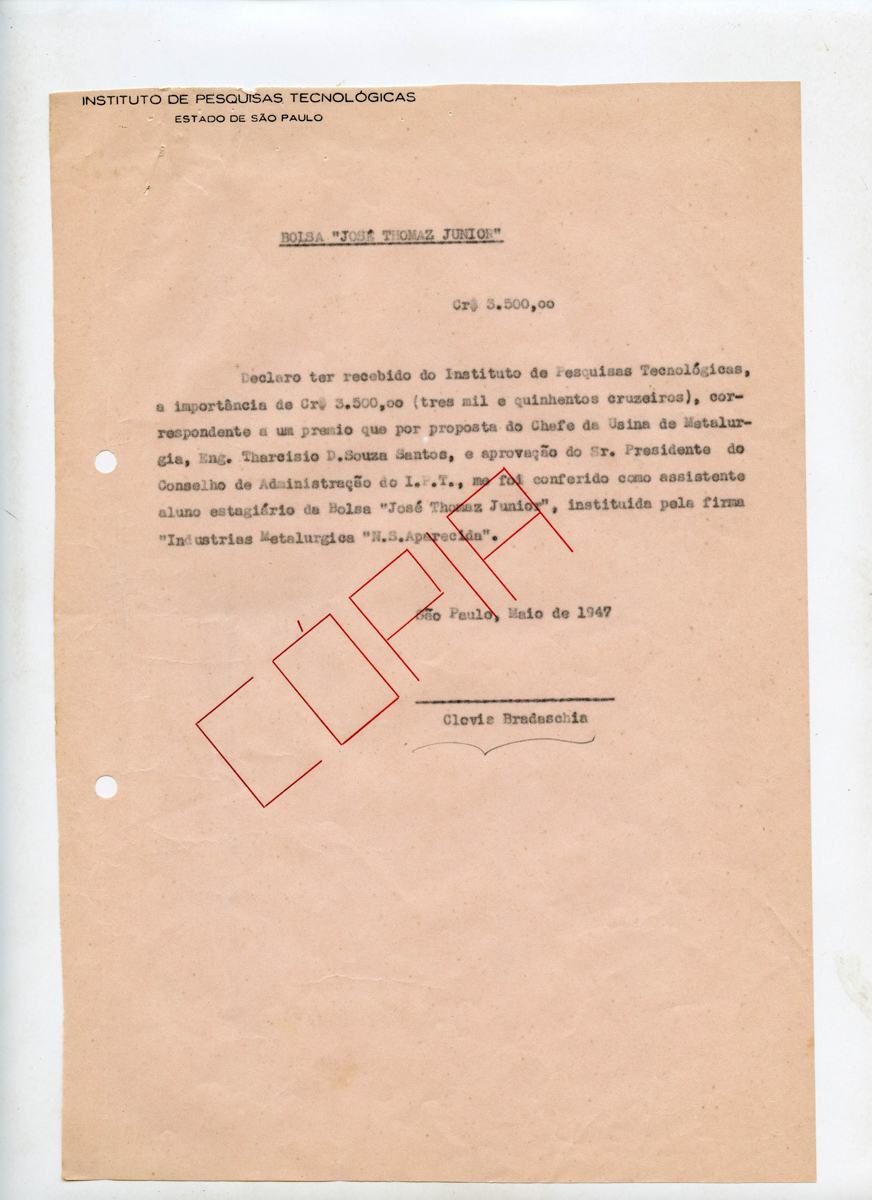 INSTITUTO DE PESQUISAS TECNOLÓGICAS
ESTADO DE SÃO PAULO
BOLSA "JOSÉ THOMAZ JUNIOR"
Cr$ 3.500,oo
Declaro ter recebido do Instituto de Pesquisas Tecnológicas,
a importância de Cr$ 3.500,oo (tres mil e quinhentos cruzeiros), cor-
respondente a um premio que por proposta do Chefe da Usina de Metalur-
gia, Eng. Tharcisio D.Souza Santos, e aprovação do Sr. Presidente do
Conselho de Administração do I.P.T., me foi conferido como assistente
aluno estagiário da Bolsa "José Thomaz Junior", instituida pela firma
"Industrias Metalurgica "N.S.Aparecida".
CÓPIA
São Paulo, Maio de 1947
Clovis Bradaschia